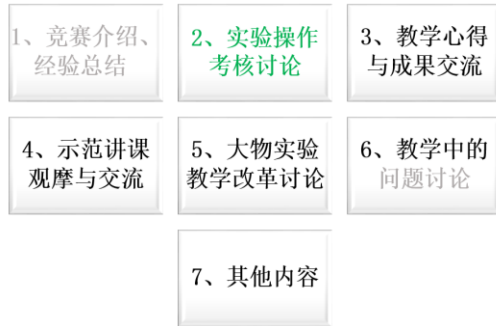 1、竞赛介绍、
经验总结
2、实验操作
考核讨论
3、教学心得
与成果交流
4、示范讲课
观摩与交流
5、大物实验
教学改革讨论
6、教学中的
问题讨论
7、其他内容